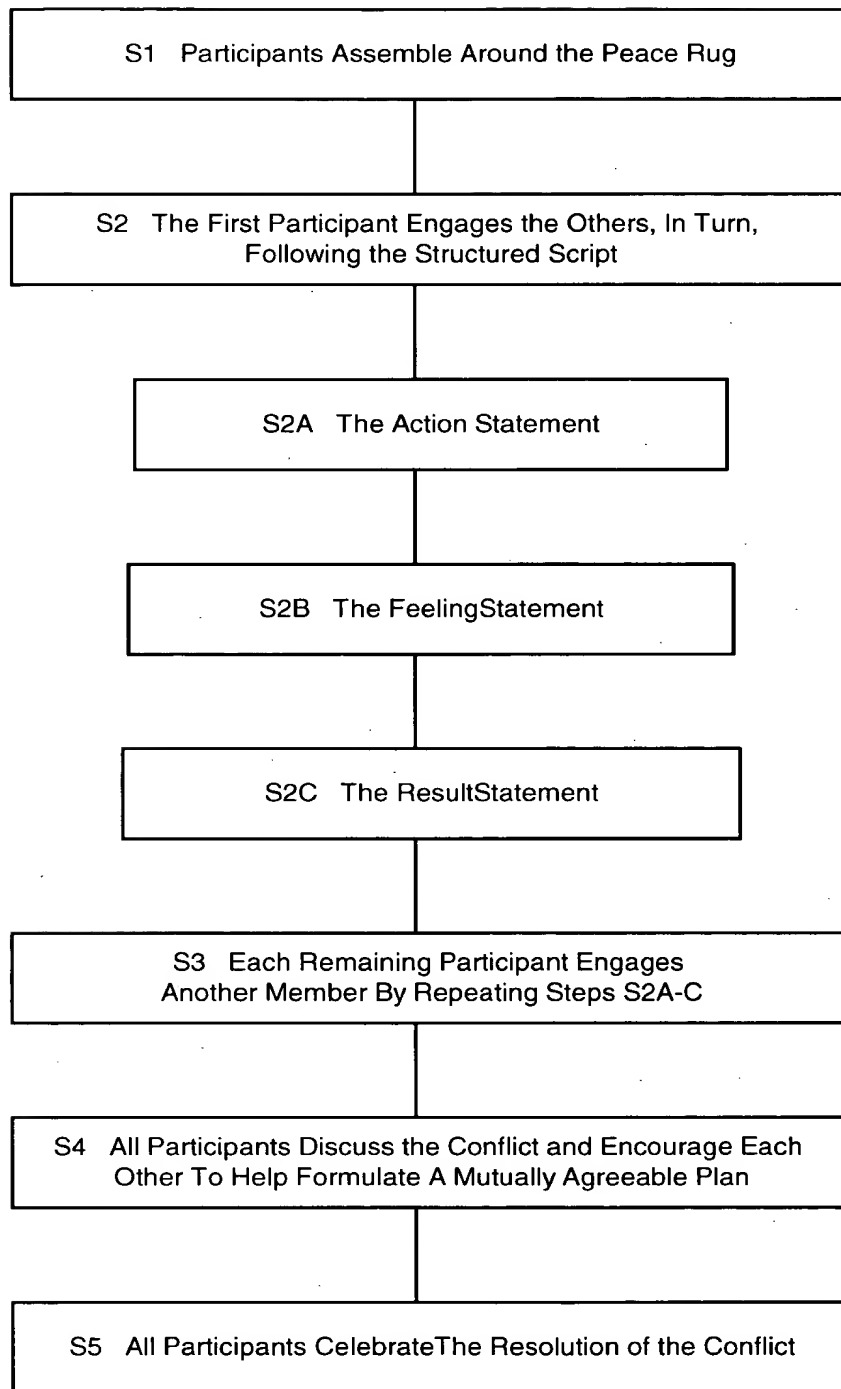 S1 Participants Assemble Around the Peace Rug
S2 The First Participant Engages the Others, In Turn,
Following the Structured Script
S2A The Action Statement
S2B The FeelingStatement
S2C The ResultStatement
S3 Each Remaining Participant Engages
Another Member By Repeating Steps S2A-C
S4 All Participants Discuss the Conflict and Encourage Each
Other To Help Formulate A Mutually Agreeable Plan
S5 All Participants CelebrateThe Resolution of the Conflict